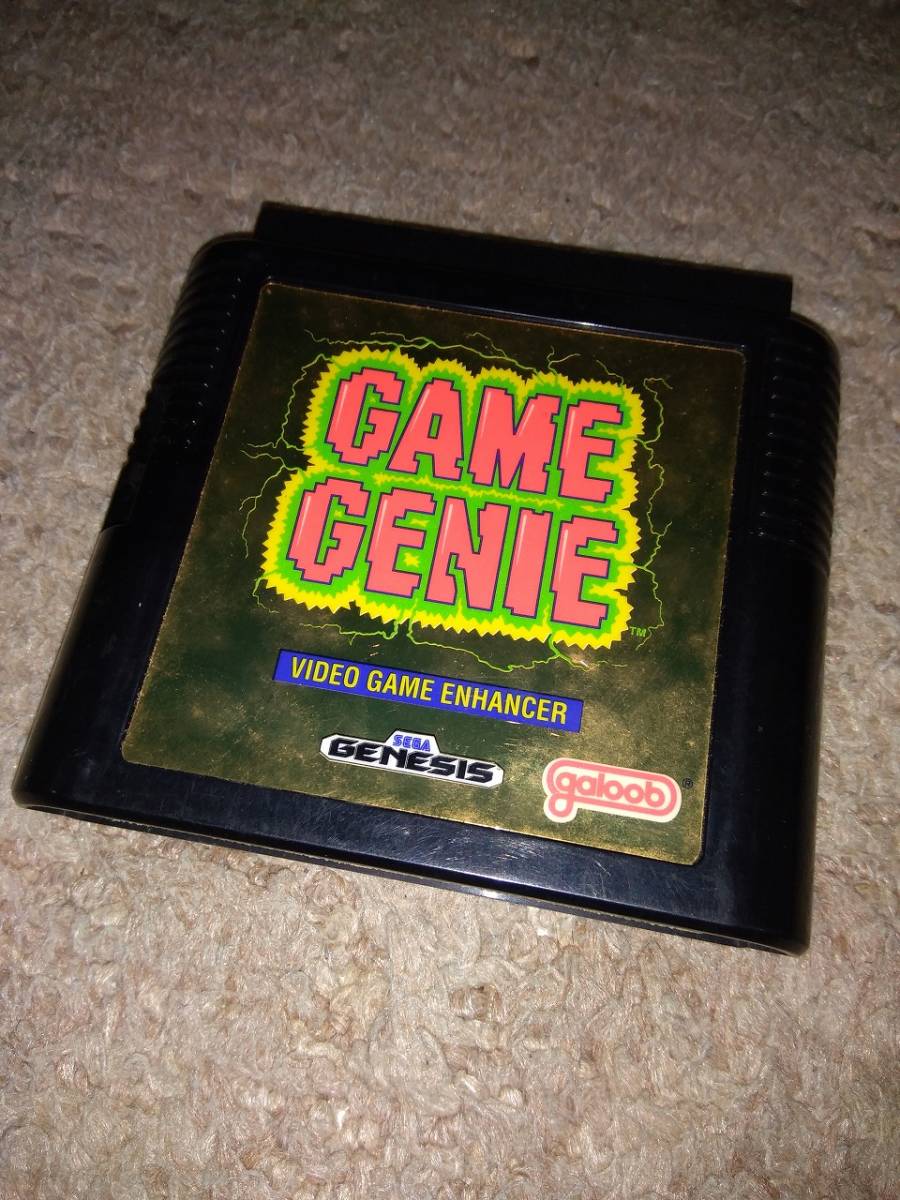 GAME
GENIE
TM
VIDEO GAME ENHANCER
SEGA
GENESIS
galoob®